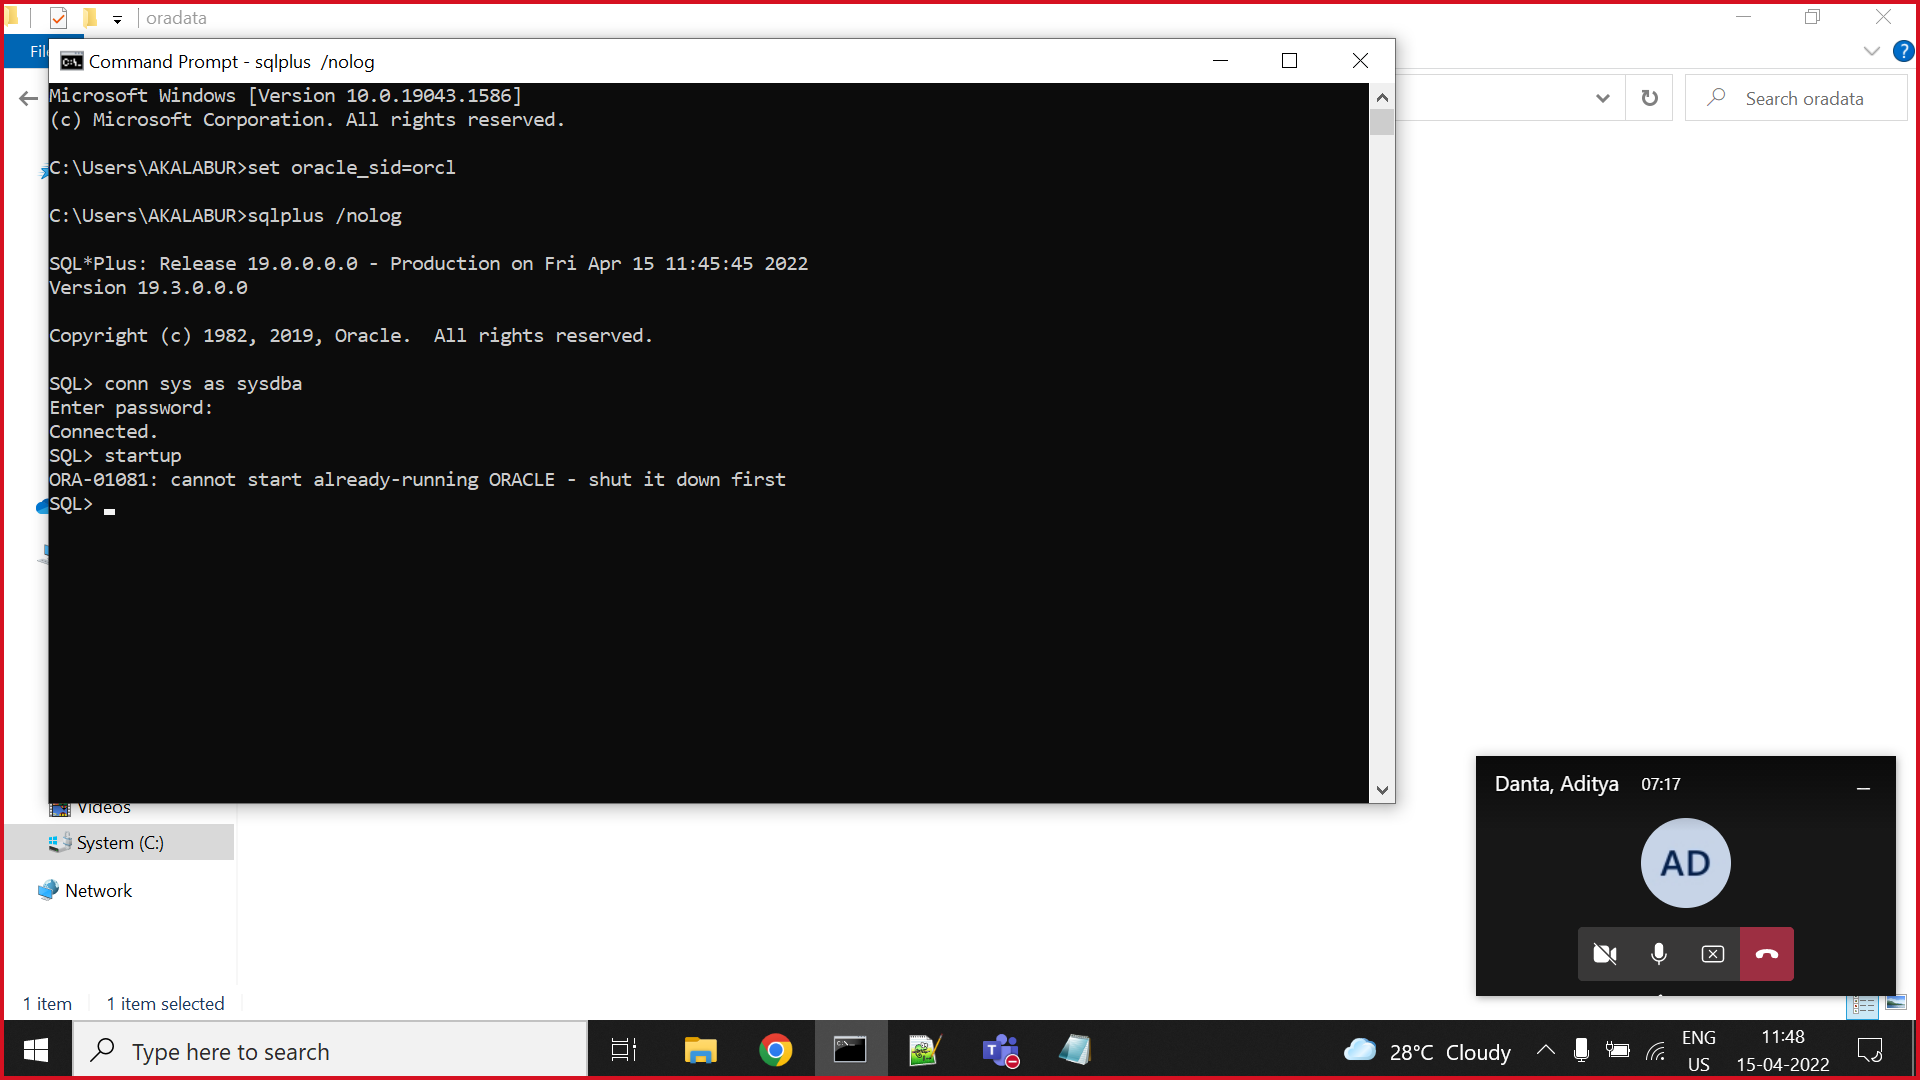 oradata
Fil
Command Prompt - sqlplus  /nolog
Search oradata
Microsoft Windows [Version 10.0.19043.1586]
(c) Microsoft Corporation. All rights reserved.
C:\Users\AKALABUR>set oracle_sid=orcl
C:\Users\AKALABUR>sqlplus /nolog
SQL*Plus: Release 19.0.0.0.0 - Production on Fri Apr 15 11:45:45 2022
Version 19.3.0.0.0
Copyright (c) 1982, 2019, Oracle.  All rights reserved.
SQL> conn sys as sysdba
Enter password:
Connected.
SQL> startup
ORA-01081: cannot start already-running ORACLE - shut it down first
SQL>
Videos
System (C:)
Network
1 item
1 item selected
Danta, Aditya
07:17
AD
Type here to search
28°C Cloudy
ENG
US
11:48
15-04-2022